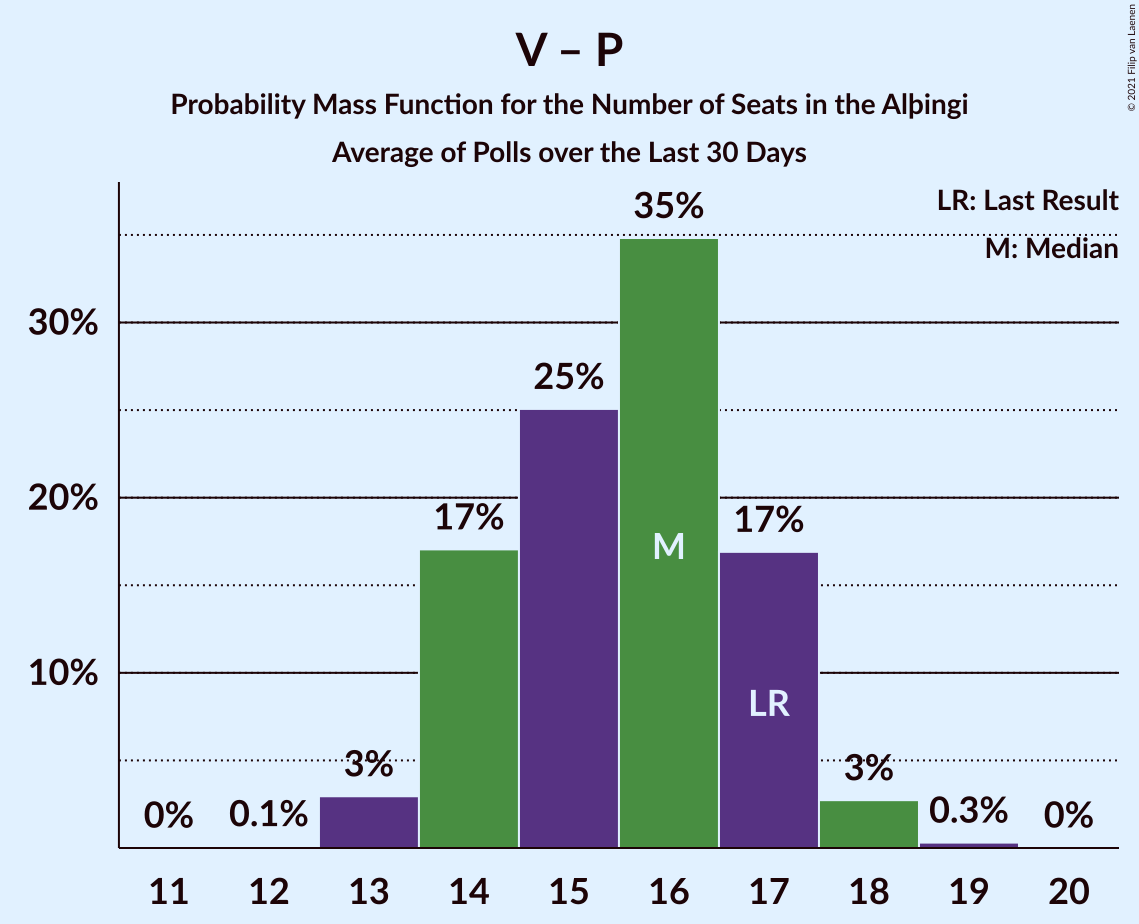 V – P
Probability Mass Function for the Number of Seats in the Alþingi
Average of Polls over the Last 30 Days
© 2021 Filip van Laenen
LR: Last Result
M: Median
35%
30%
25%
20%
17%
17%
M
10%
LR
3%
3%
0%
0.1%
0.3%
0%
11 12 13 14 15 16 17 18 19 20